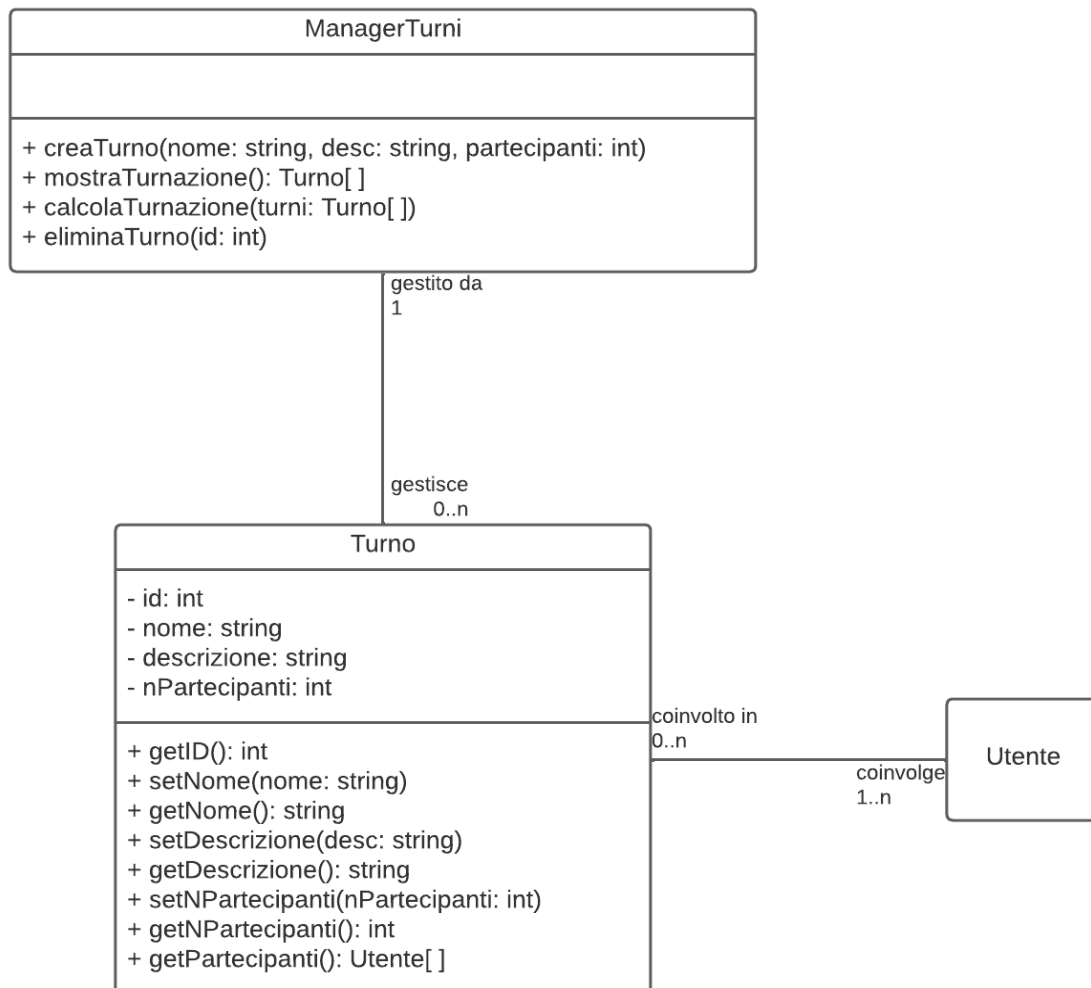 ManagerTurni
+ creaTurno(nome: string, desc: string, partecipanti: int)
+ mostraTurnazione(): Turno[ ]
+ calcolaTurnazione(turni: Turno[ ])
+ eliminaTurno(id: int)
gestito da
1
gestisce
0..n
Turno
- id: int
- nome: string
- descrizione: string
- nPartecipanti: int
+ getID(): int
+ setNome(nome: string)
+ getNome(): string
+ setDescrizione(desc: string)
+ getDescrizione(): string
+ setNPartecipanti(nPartecipanti: int)
+ getNPartecipanti(): int
+ getPartecipanti(): Utente[ ]
coinvolto in
0..n
coinvolge
1..n
Utente